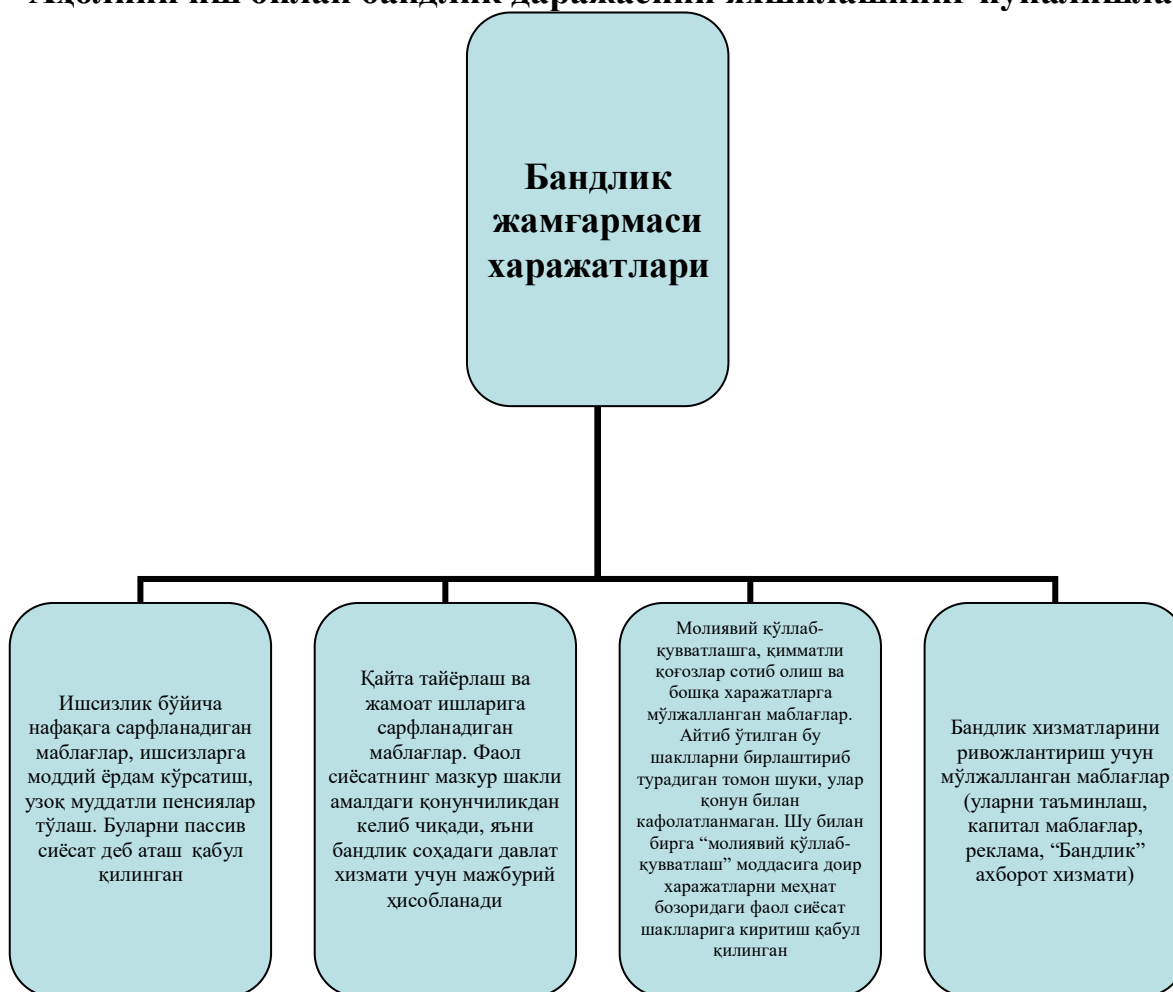 Бандлик
жамғармаси
харажатлари
Ишсизлик бўйича
нафақага сарфланадиган
маблағлар, ишсизларга
моддий ёрдам кўрсатиш,
узоқ муддатли пенсиялар
тўлаш. Буларни пассив
сиёсат деб аташ қабул
қилинган
Қайта тайёрлаш ва
жамоат ишларига
сарфланадиган
маблағлар. Фаол
сиёсатнинг мазкур шакли
амалдаги қонунчиликдан
келиб чиқади, яъни
бандлик соҳадаги давлат
хизмати учун мажбурий
ҳисобланади
Молиявий қўллаб-
қувватлашга, қимматли
қоғозлар сотиб олиш ва
бошқа харажатларга
мўлжалланган маблағлар.
Айтиб ўтилган бу
шаклларни бирлаштириб
турадиган томон шуки, улар
қонун билан
кафолатланмаган. Шу билан
бирга “молиявий қўллаб-
қувватлаш” моддасига доир
харажатларни меҳнат
бозоридаги фаол сиёсат
шаклларига киритиш қабул
қилинган
Бандлик хизматларини
ривожлантириш учун
мўлжалланган маблағлар
(уларни таъминлаш,
капитал маблағлар,
реклама, “Бандлик”
ахборот хизмати)